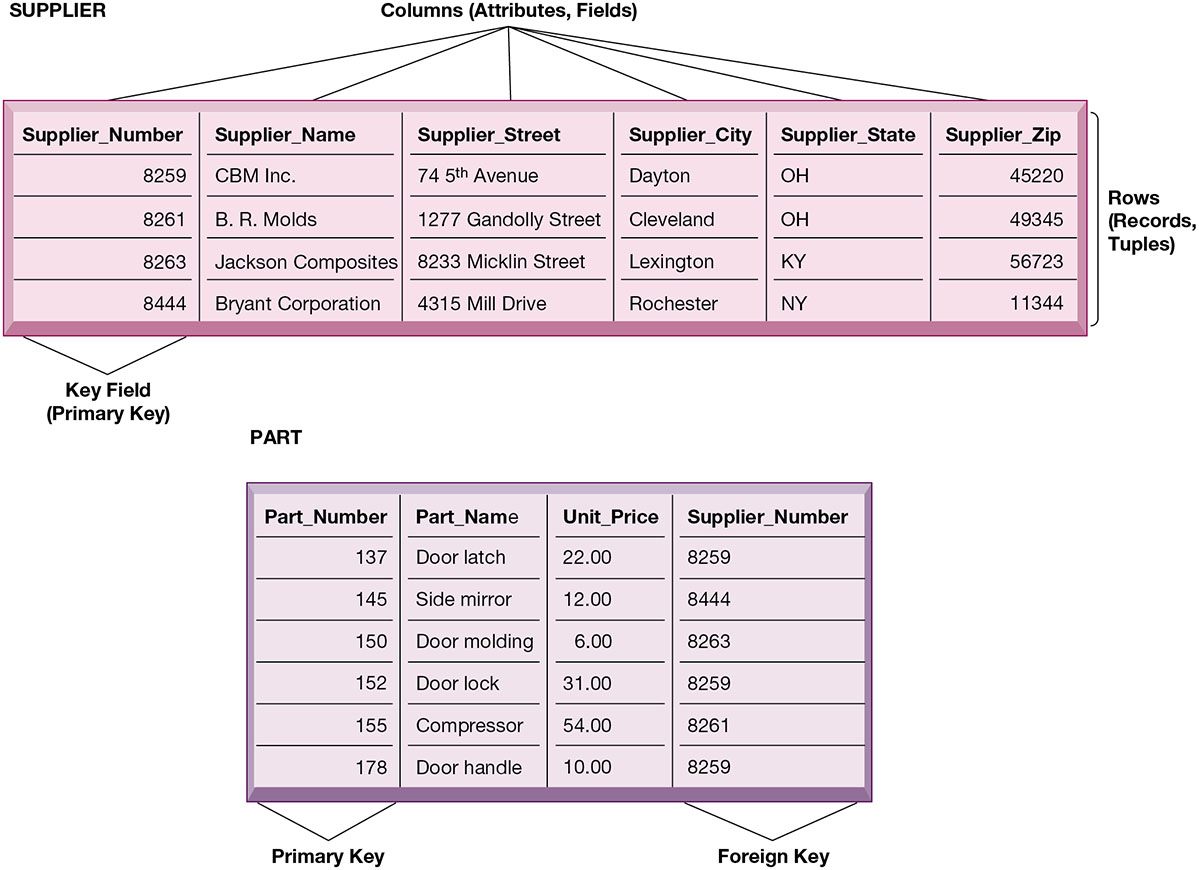 SUPPLIER
Columns (Attributes, Fields)
Supplier_Number Supplier_Name Supplier_Street Supplier_City Supplier_State Supplier_Zip
8259 CBM Inc. 74 5th Avenue Dayton OH 45220
8261 B. R. Molds 1277 Gandolly Street Cleveland OH 49345
8263 Jackson Composites 8233 Micklin Street Lexington KY 56723
8444 Bryant Corporation 4315 Mill Drive Rochester NY 11344
Rows
(Records,
Tuples)
Key Field
(Primary Key)
PART
Part_Number Part_Name Unit_Price Supplier_Number
137 Door latch 22.00 8259
145 Side mirror 12.00 8444
150 Door molding 6.00 8263
152 Door lock 31.00 8259
155 Compressor 54.00 8261
178 Door handle 10.00 8259
Primary Key
Foreign Key